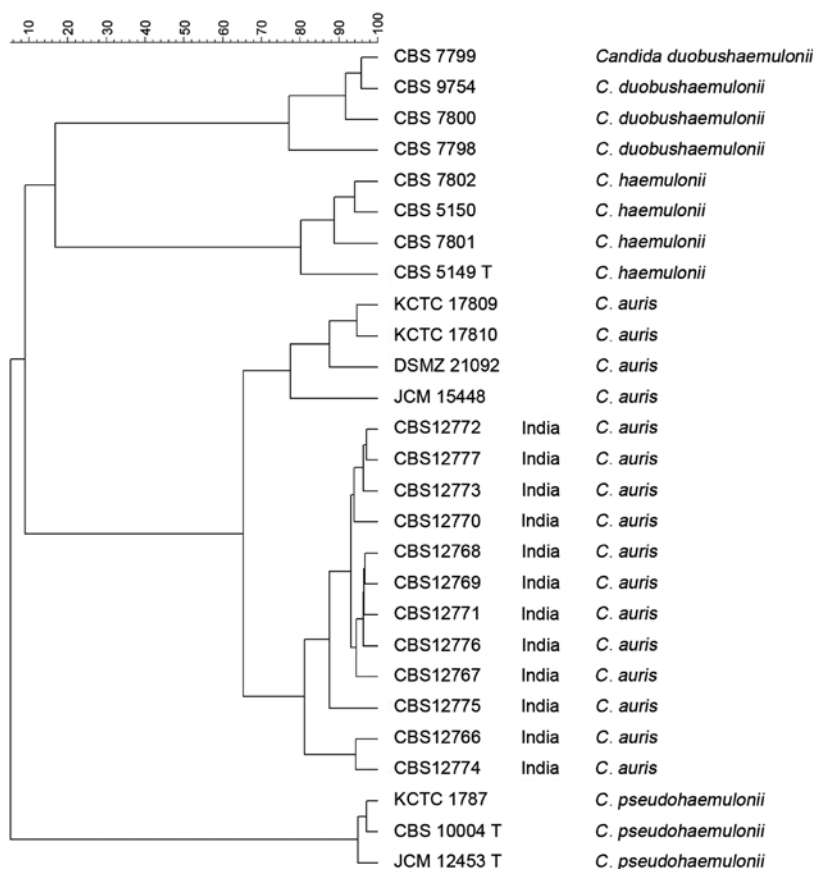 10 20 30 40 50 60 70 80 90 100
CBS 7799 Candida duobushaemulonii
CBS 9754 C. duobushaemulonii
CBS 7800 C. duobushaemulonii
CBS 7798 C. duobushaemulonii
CBS 7802 C. haemulonii
CBS 5150 C. haemulonii
CBS 7801 C. haemulonii
CBS 5149 T C. haemulonii
KCTC 17809 C. auris
KCTC 17810 C. auris
DSMZ 21092 C. auris
JCM 15448 C. auris
CBS12772 India C. auris
CBS12777 India C. auris
CBS12773 India C. auris
CBS12770 India C. auris
CBS12768 India C. auris
CBS12769 India C. auris
CBS12771 India C. auris
CBS12776 India C. auris
CBS12767 India C. auris
CBS12775 India C. auris
CBS12766 India C. auris
CBS12774 India C. auris
KCTC 1787 C. pseudohaemulonii
CBS 10004 T C. pseudohaemulonii
JCM 12453 T C. pseudohaemulonii